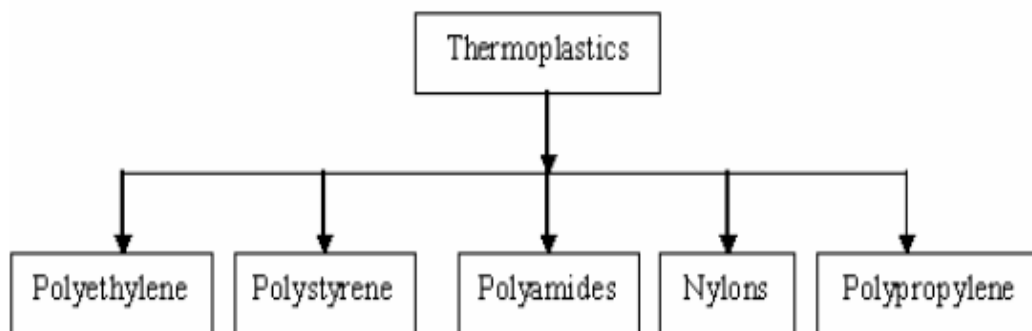 Thermoplastics
Polyethylene
Polystyrene
Polyamides
Nylons
Polypropylene